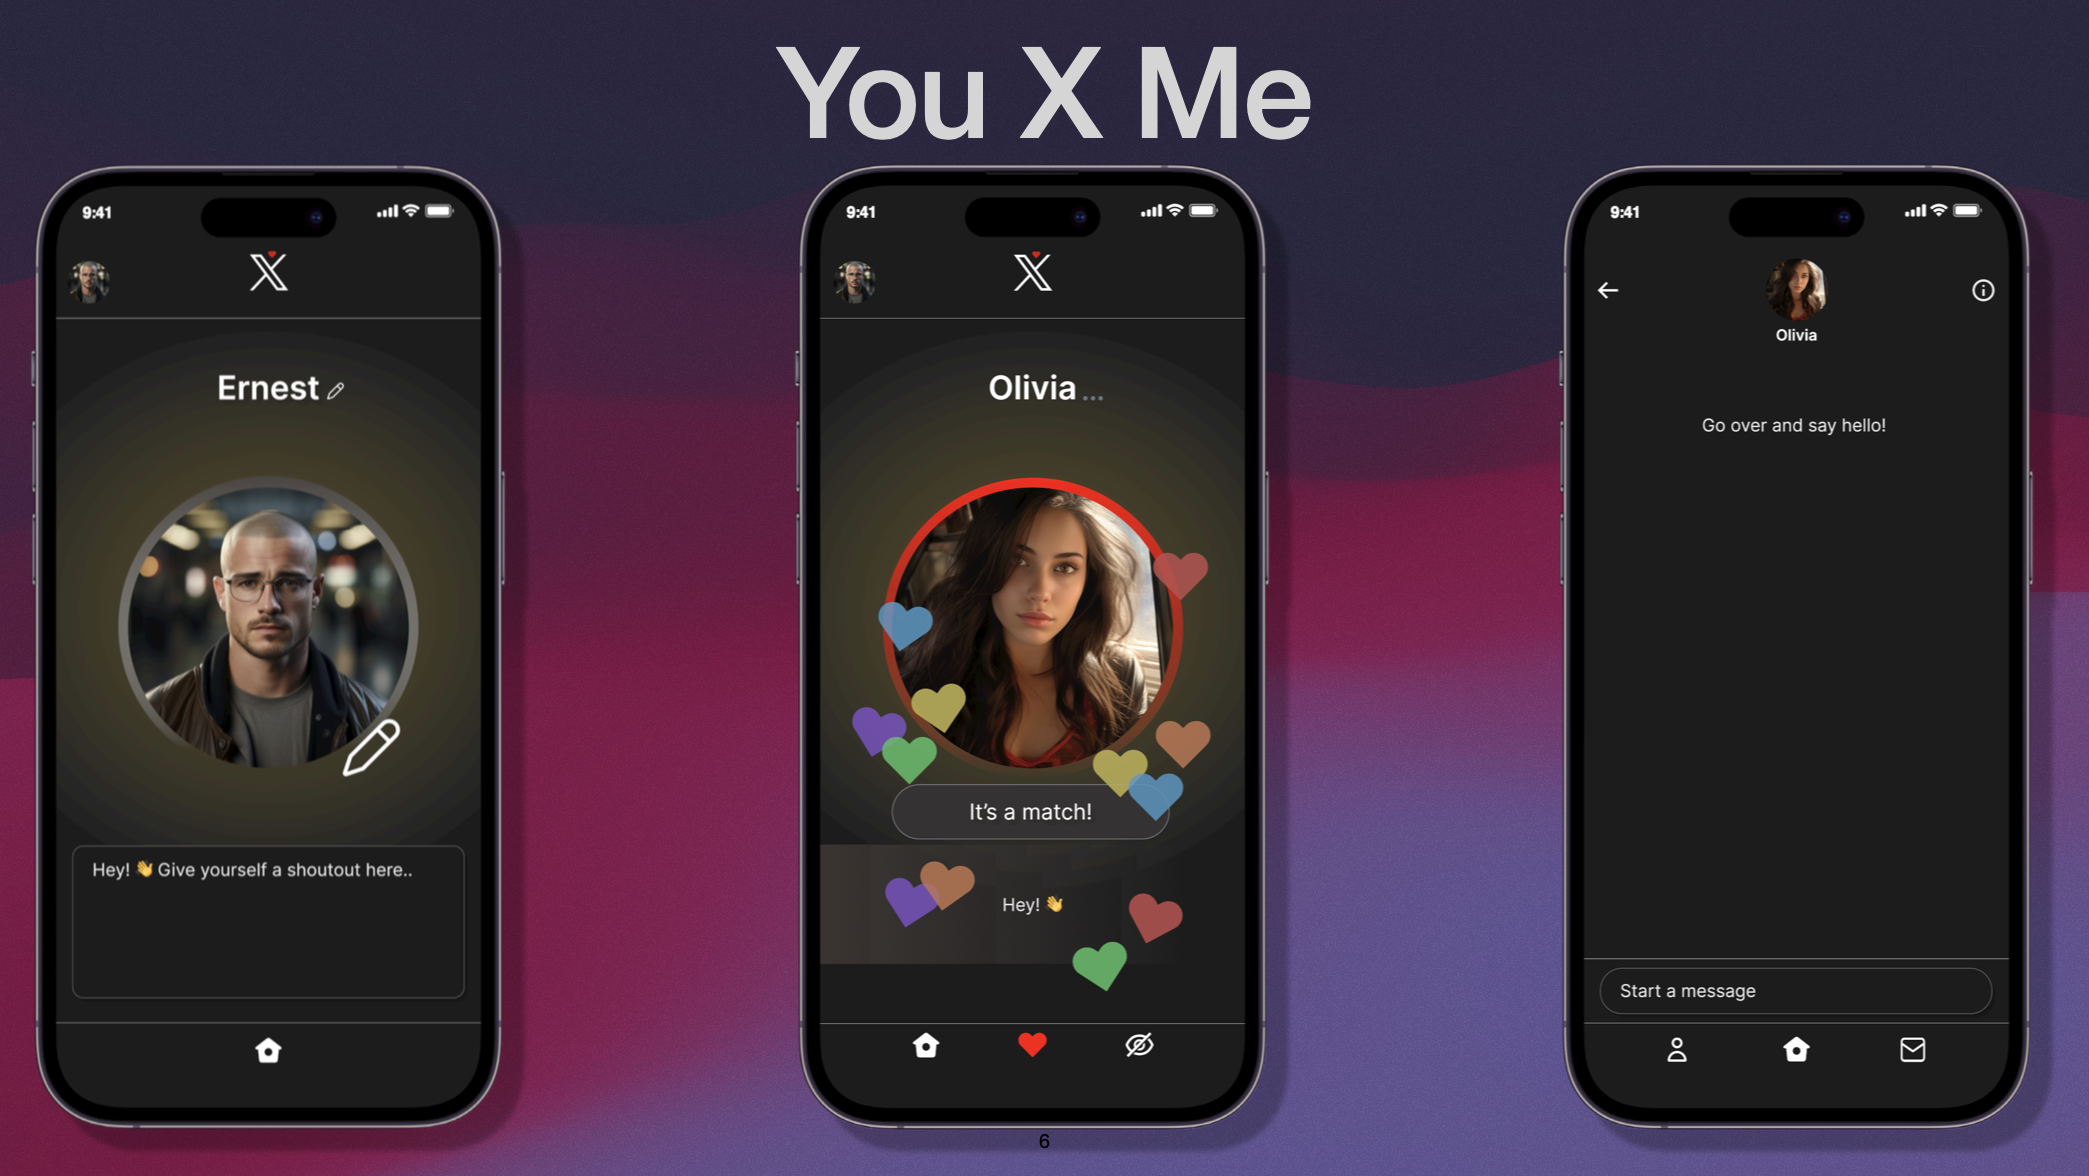 You X Me
9:41
Ernest
Hey! 👋 Give yourself a shoutout here..
9:41
Olivia ...
It's a match!
Hey! 👋
9:41
Olivia
Go over and say hello!
Start a message
6